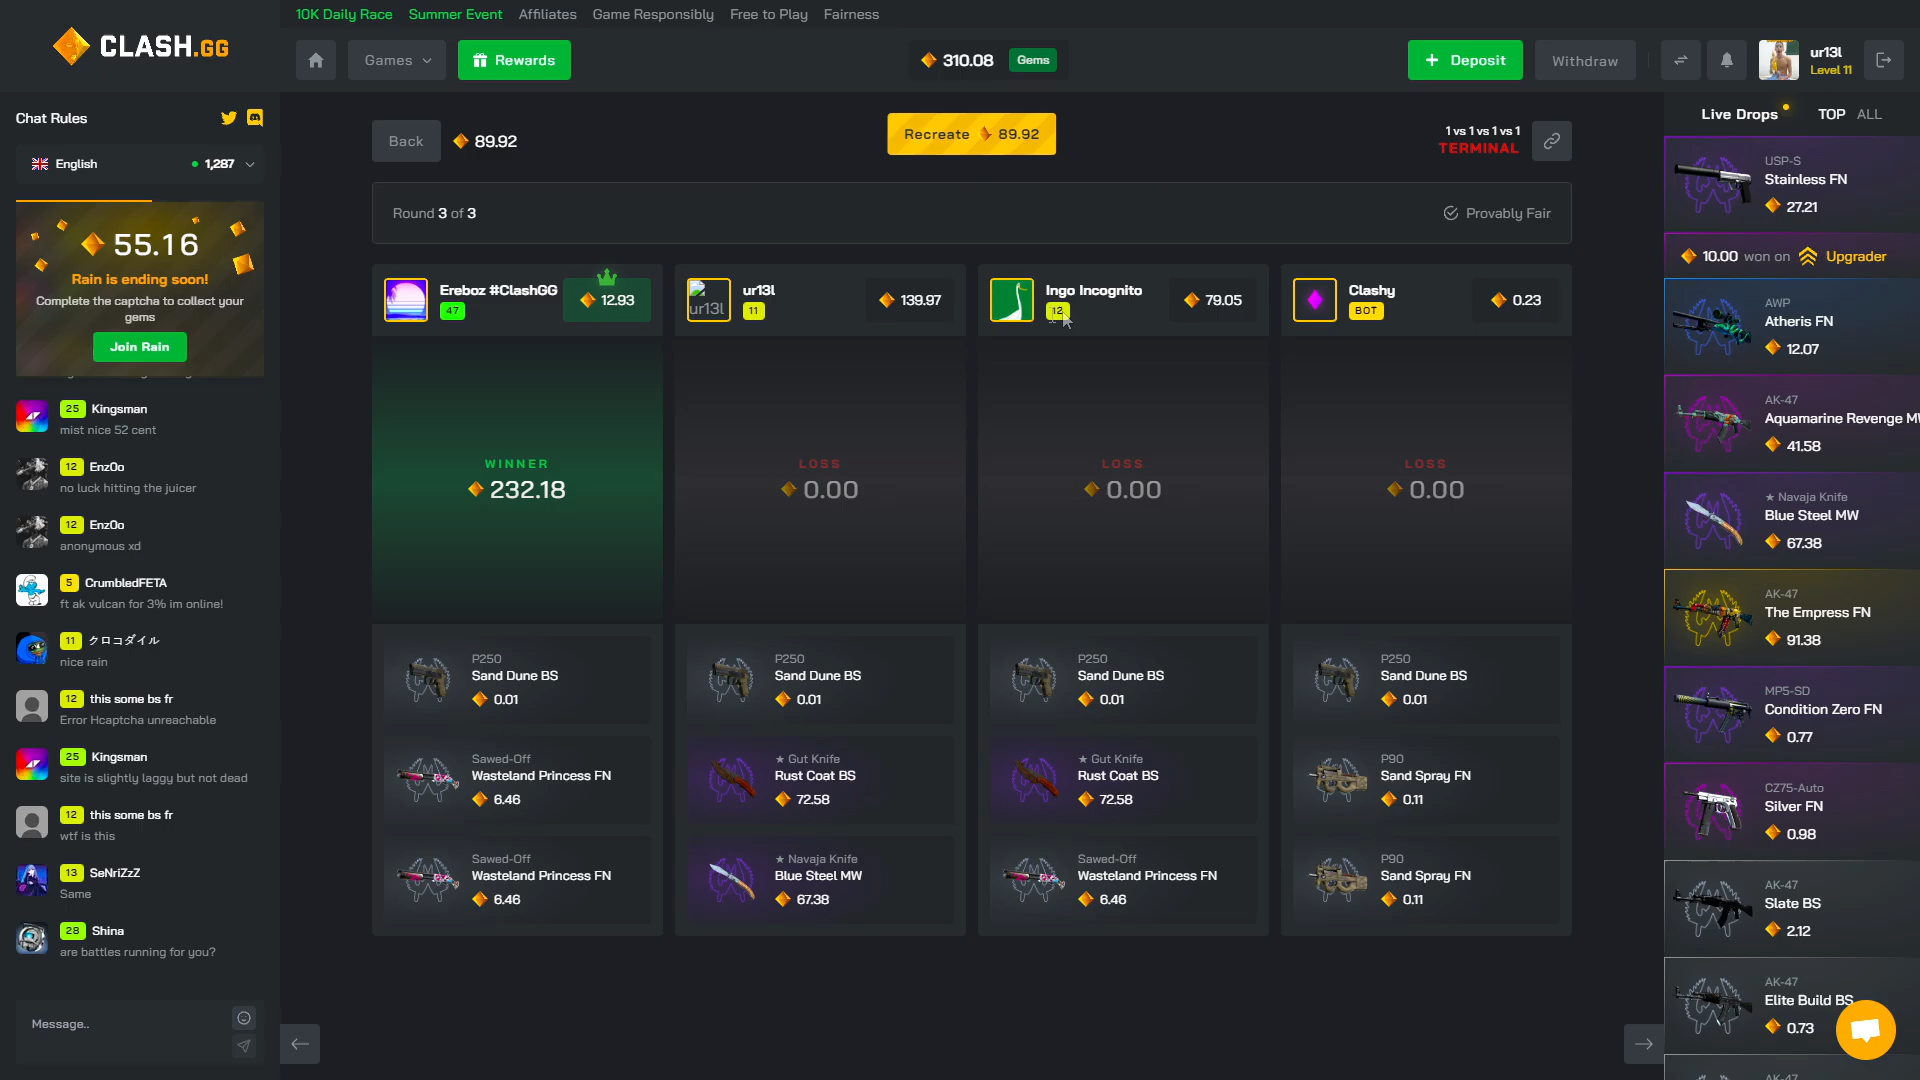 10K Daily Race
Summer Event
Affiliates
Game Responsibly
Free to Play
Fairness
CLASH.GG
Games
Rewards
310.08
Gems
Deposit
Withdraw
ur13l
Level 11
Chat Rules
English
1,287
55.16
Rain is ending soon!
Complete the captcha to collect your
gems
Join Rain
25 Kingsman
mist nice 52 cent
12 Enz0o
no luck hitting the juicer
12 Enz0o
anonymous xd
5 CrumbledFETA
ft ak vulcan for 3% im online!
11 クロコダイル
nice rain
12 this some bs fr
Error Hcaptcha unreachable
25 Kingsman
site is slightly laggy but not dead
12 this some bs fr
wtf is this
13 SeNriZzZ
Same
28 Shina
are battles running for you?
Message..
Back
89.92
Recreate 89.92
1 vs 1 vs 1 vs 1
TERMINAL
Round 3 of 3
Provably Fair
Ereboz #ClashGG
47
12.93
WINNER
232.18
P250
Sand Dune BS
0.01
Sawed-Off
Wasteland Princess FN
6.46
Sawed-Off
Wasteland Princess FN
6.46
ur13l
ur13l
11
139.97
LOSS
0.00
P250
Sand Dune BS
0.01
★ Gut Knife
Rust Coat BS
72.58
★ Navaja Knife
Blue Steel MW
67.38
Ingo Incognito
12
79.05
LOSS
0.00
P250
Sand Dune BS
0.01
★ Gut Knife
Rust Coat BS
72.58
Sawed-Off
Wasteland Princess FN
6.46
Clashy
BOT
0.23
LOSS
0.00
P250
Sand Dune BS
0.01
P90
Sand Spray FN
0.11
P90
Sand Spray FN
0.11
Live Drops
TOP
ALL
USP-S
Stainless FN
27.21
10.00 won on Upgrader
AWP
Atheris FN
12.07
AK-47
Aquamarine Revenge MW
41.58
★ Navaja Knife
Blue Steel MW
67.38
AK-47
The Empress FN
91.38
MP5-SD
Condition Zero FN
0.77
CZ75-Auto
Silver FN
0.98
AK-47
Slate BS
2.12
AK-47
Elite Build BS
0.73
AK-47